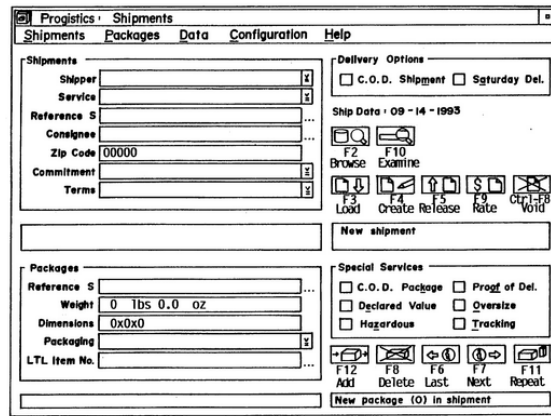 Progistics: Shipments
Shipments Packages Data Configuration Help
Shipments
Shipper
Service
Reference S ...
Consignee ...
Zip Code 00000
Commitment
Terms
Delivery Options
C.O.D. Shipment Saturday Del.
Ship Data: 09-14-1993
F2 F10
Browse Examine
F3 F4 F5 F9 Ctrl-F8
Load Create Release Rate Void
New shipment
Packages
Reference S ...
Weight 0 lbs 0.0 oz
Dimensions 0x0x0
Packaging
LTL Item No. ...
Special Services
C.O.D. Package Proof of Del.
Declared Value Oversize
Hazardous Tracking
F12 F8 F6 F7 F11
Add Delete Last Next Repeat
New package (0) in shipment